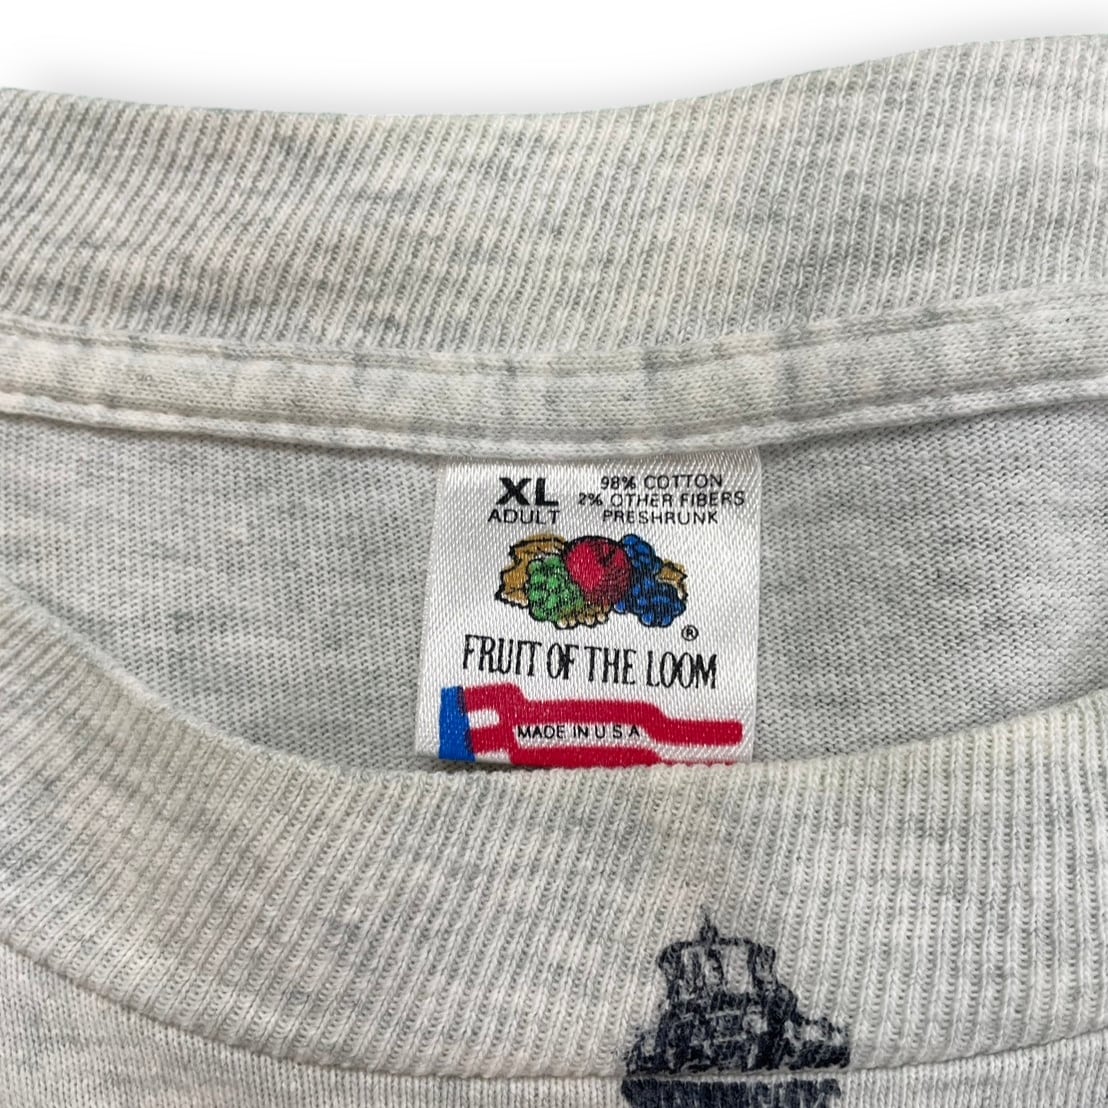 XL
ADULT
98% COTTON
2% OTHER FIBERS
PRESHRUNK
®
FRUIT OF THE LOOM
MADE IN U S A